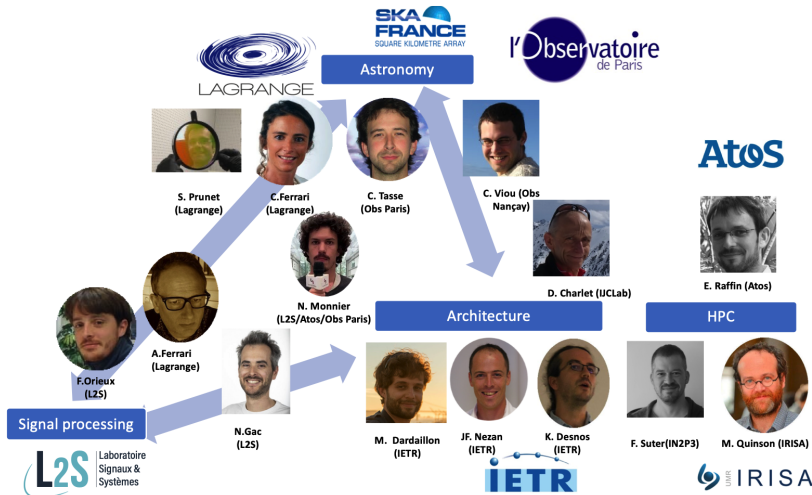 SKA
FRANCE
SQUARE KILOMETRE ARRAY
LAGRANGE
l'Observatoire
de Paris
Astronomy
S. Prunet
(Lagrange)
C.Ferrari
(Lagrange)
C. Tasse
(Obs Paris)
C. Viou (Obs
Nançay)
Atos
E. Raffin (Atos)
D. Charlet (IJCLab)
N. Monnier
(L2S/Atos/Obs Paris)
Architecture
HPC
F.Orieux
(L2S)
A.Ferrari
(Lagrange)
N.Gac
(L2S)
Signal processing
M. Dardaillon
(IETR)
JF. Nezan
(IETR)
K. Desnos
(IETR)
F. Suter(IN2P3)
M. Quinson (IRISA)
L2S
Laboratoire
Signaux &
Systèmes
IETR
UMR
IRISA